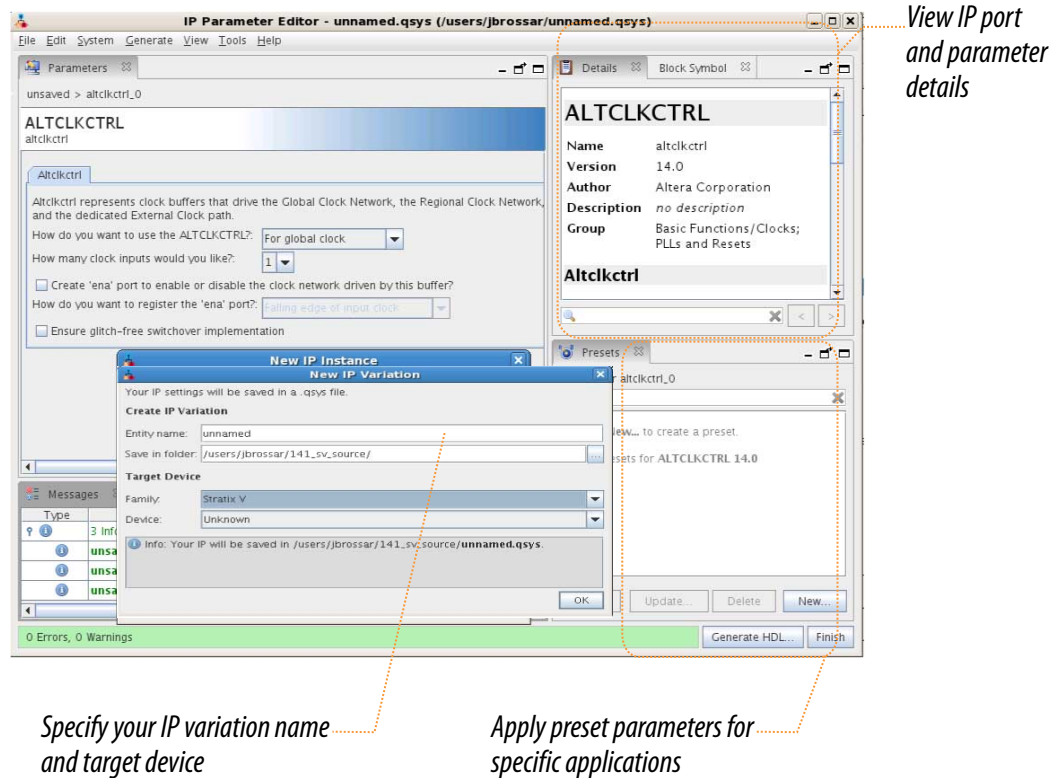 IP Parameter Editor - unnamed.qsys (/users/jbrossar/unnamed.qsys)
File Edit System Generate View Tools Help
Parameters
unsaved > altclkctrl_0
ALTCLKCTRL
altclkctrl
Altclkctrl
Altclkctrl represents clock buffers that drive the Global Clock Network, the Regional Clock Network,
and the dedicated External Clock path.
How do you want to use the ALTCLKCTRL?: For global clock
How many clock inputs would you like?: 1
Create 'ena' port to enable or disable the clock network driven by this buffer?
How do you want to register the 'ena' port?: Falling edge of input clock
Ensure glitch-free switchover implementation
Details Block Symbol
ALTCLKCTRL
Name altclkctrl
Version 14.0
Author Altera Corporation
Description no description
Group Basic Functions/Clocks;
PLLs and Resets
Altclkctrl
< >
View IP port
and parameter
details
Presets
altclkctrl_0
New... to create a preset.
esets for ALTCLKCTRL 14.0
Update... Delete New...
New IP Instance
New IP Variation
Your IP settings will be saved in a .qsys file.
Create IP Variation
Entity name: unnamed
Save in folder: /users/jbrossar/141_sv_source/ ...
Target Device
Family: Stratix V
Device: Unknown
Info: Your IP will be saved in /users/jbrossar/141_sv_source/unnamed.qsys.
OK
Messages
Type
3 Inf
unsa
unsa
unsa
0 Errors, 0 Warnings
Generate HDL... Finish
Specify your IP variation name
and target device
Apply preset parameters for
specific applications